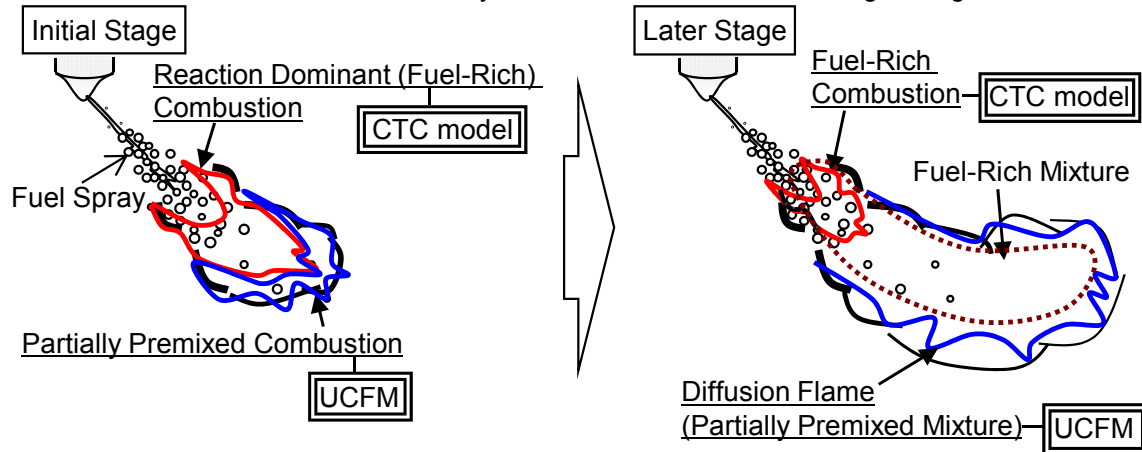 Initial Stage
Reaction Dominant (Fuel-Rich)
Combustion
CTC model
Fuel Spray
Partially Premixed Combustion
UCFM
Later Stage
Fuel-Rich
Combustion
CTC model
Fuel-Rich Mixture
Diffusion Flame
(Partially Premixed Mixture)
UCFM